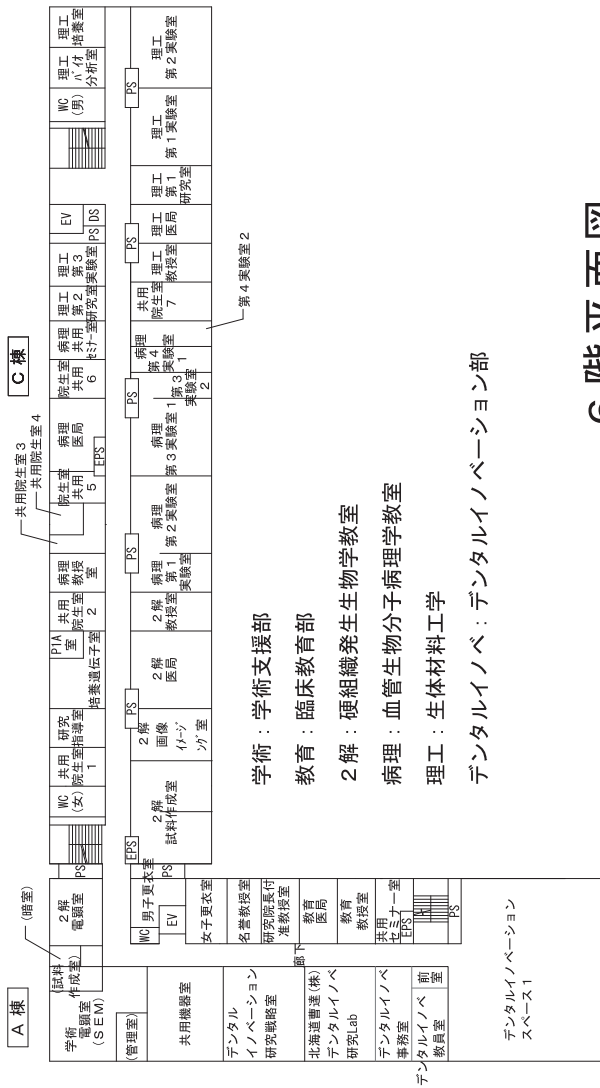 A 棟
C 棟
(暗室)
共用院生室3
共用院生室4
学術
電顕室
(SEM)
(試料
作成室)
2解
電顕室
PS
WC
(女)
共用
院生室
1
研究
指導室
培養遺伝子室
P1A
室
共用
院生室
2
病理
教授
室
院生室
共用
5
EPS
病理
医局
院生室
共用
6
病理
共用
セミナー室
理工
第2
研究室
理工
第3
実験室
PS
DS
EV
WC
(男)
理工
バイオ
分析室
理工
培養室
EPS
2解
試料作成室
PS
2解
画像
イメージ
ング室
2解
医局
2解
教授室
病理
第1
実験室
PS
病理
第2実験室
病理
第3実験室1
PS
第3
実験室
2
病理
第4
実験室
1
第4実験室2
共用
院生室
7
理工
教授室
PS
理工
医局
理工
第1
研究室
理工
第1実験室
PS
理工
第2実験室
(管理室)
WC
男子更衣室
EV
PS
共用機器室
女子更衣室
デンタル
イノベーション
研究戦略室
名誉教授室
研究院長付
准教授室
廊下
北海道曹達(株)
デンタルイノベ
研究Lab
教育
医局
教育
教授室
デンタルイノベ
事務室
共用
セミナー室
EPS
デンタルイノベ
教員室
前
室
PS
デンタルイノベーション
スペース1
学術：学術支援部
教育：臨床教育部
2解：硬組織発生生物学教室
病理：血管生物分子病理学教室
理工：生体材料工学
デンタルイノベ：デンタルイノベーション部
6階平面図